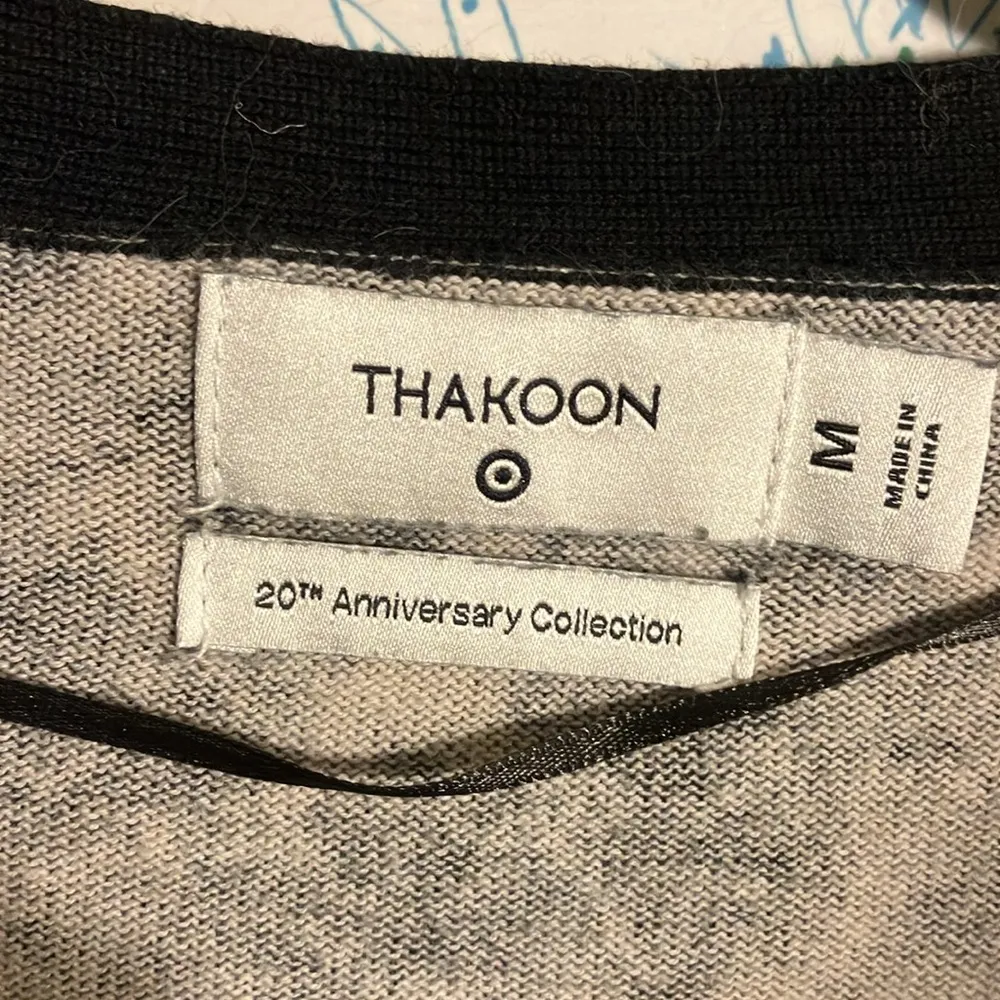 THAKOON
M
MADE IN
CHINA
20TH Anniversary Collection